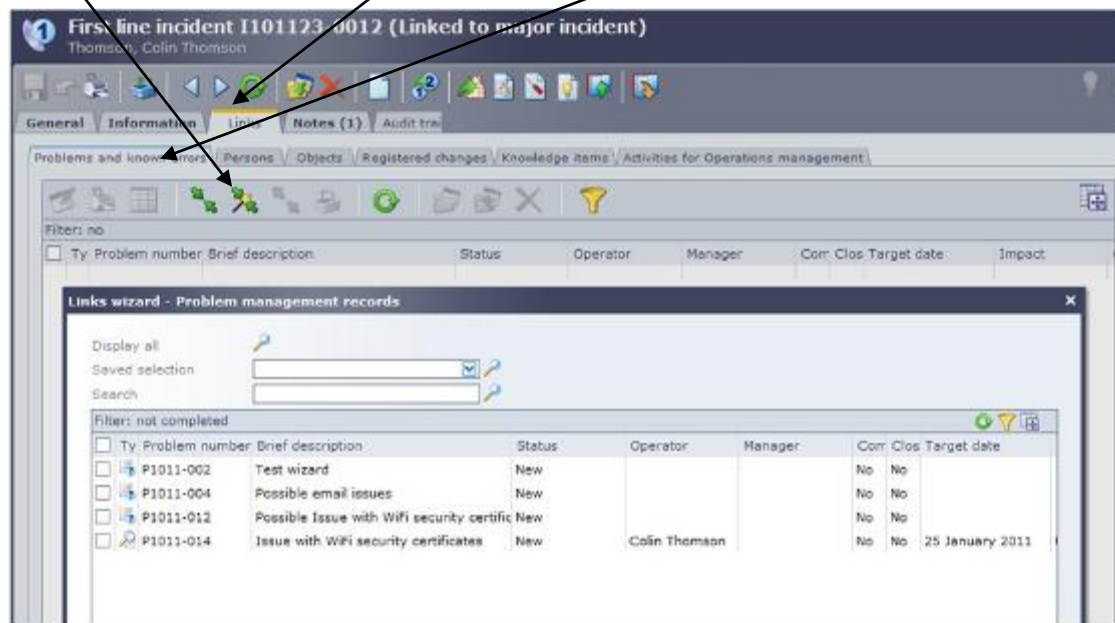 First line incident I101123-0012 (Linked to major incident)
Thomson, Colin Thomson
General Information Links Notes (1) Audit trai
Problems and known errors Persons Objects Registered changes Knowledge items Activities for Operations management
Filter: no
Ty Problem number Brief description Status Operator Manager Com Clos Target date Impact
Links wizard - Problem management records
Display all
Saved selection
Search
Filter: not completed
Ty Problem number Brief description Status Operator Manager Com Clos Target date
P1011-002 Test wizard New No No
P1011-004 Possible email issues New No No
P1011-012 Possible Issue with WiFi security certific New No No
P1011-014 Issue with WiFi security certificates New Colin Thomson No No 25 January 2011